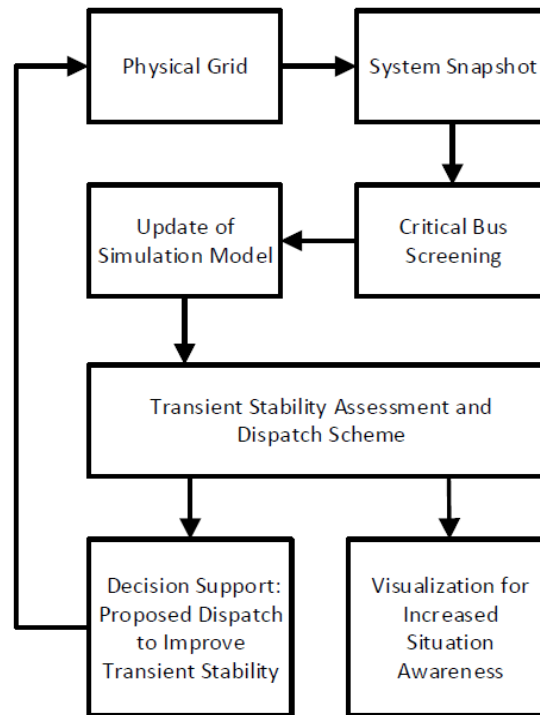 Physical Grid
System Snapshot
Update of
Simulation Model
Critical Bus
Screening
Transient Stability Assessment and
Dispatch Scheme
Decision Support:
Proposed Dispatch
to Improve
Transient Stability
Visualization for
Increased
Situation
Awareness